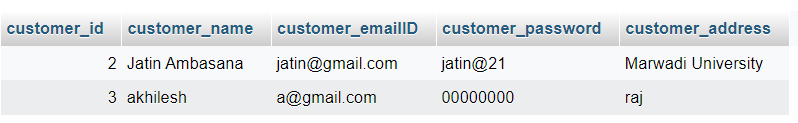 customer_id customer_name customer_emailID customer_password customer_address
2 Jatin Ambasana jatin@gmail.com jatin@21 Marwadi University
3 akhilesh a@gmail.com 00000000 raj